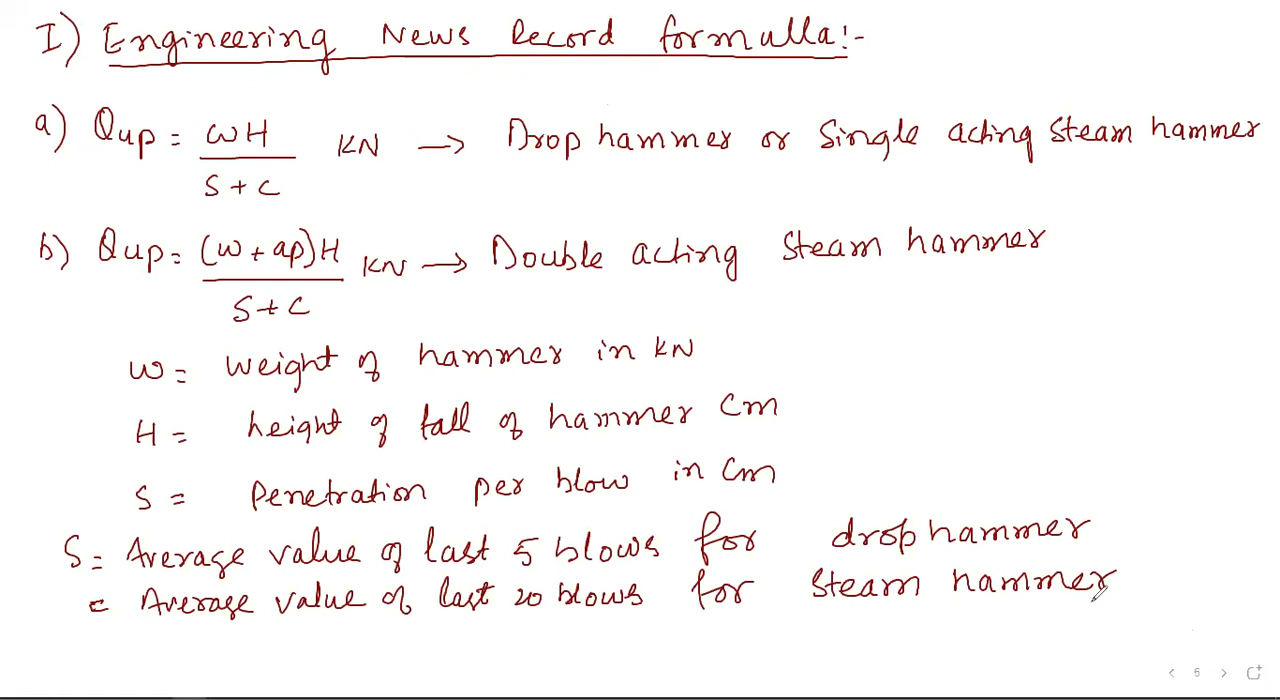 I) Engineering News Record formulla:-
a) Qup = WH / S + C KN → Drop hammer or Single acting Steam hammer
b) Qup = (W + ap)H / S + C KN → Double acting Steam hammer
W = Weight of hammer in KN
H = height of fall of hammer Cm
S = Penetration per blow in Cm
S = Average value of last 5 blows for drop hammer
= Average value of last 20 blows for Steam hammer
6